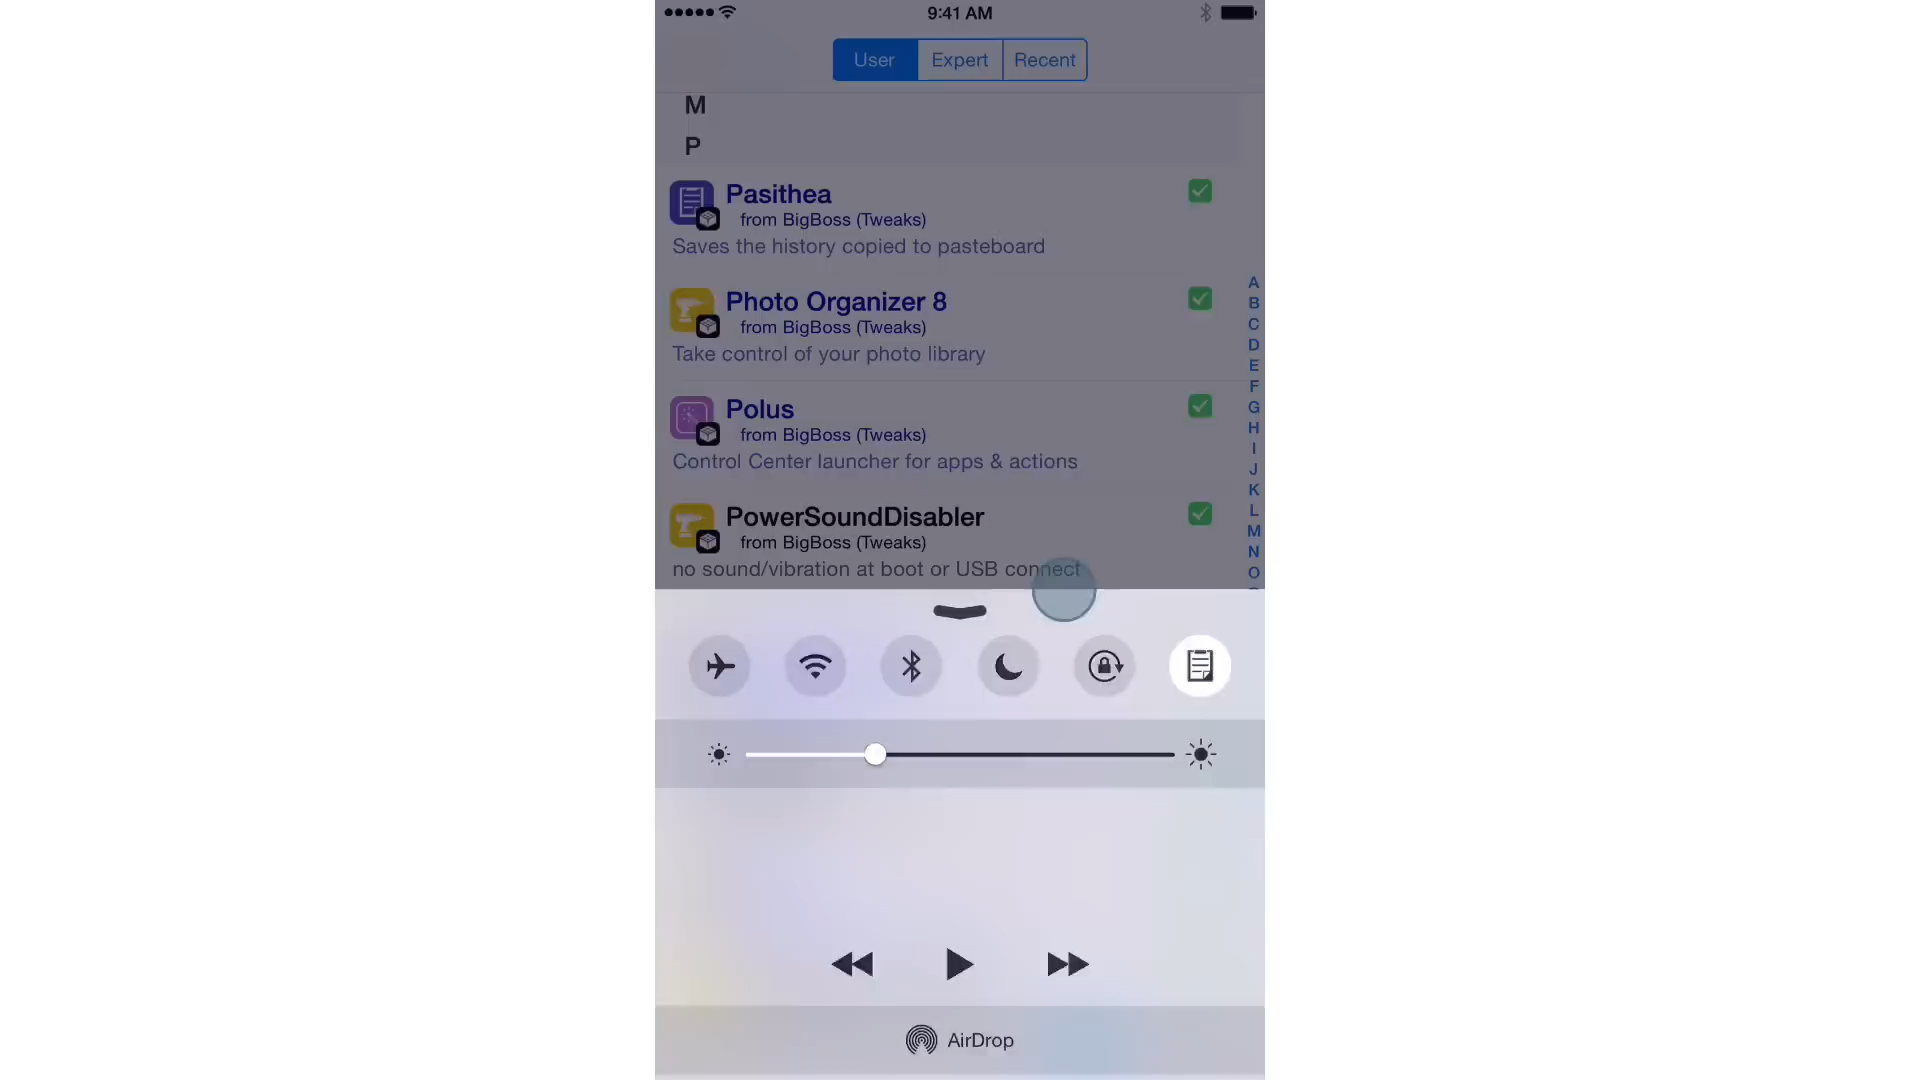 9:41 AM
User Expert Recent
M
P
Pasithea
from BigBoss (Tweaks)
Saves the history copied to pasteboard
Photo Organizer 8
from BigBoss (Tweaks)
Take control of your photo library
Polus
from BigBoss (Tweaks)
Control Center launcher for apps & actions
PowerSoundDisabler
from BigBoss (Tweaks)
no sound/vibration at boot or USB connect
A
B
C
D
E
F
G
H
I
J
K
L
M
N
O
AirDrop